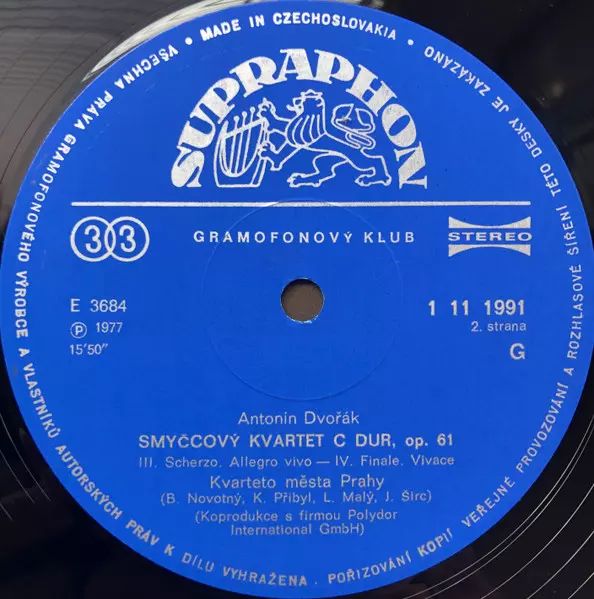 VŠECHNA PRÁVA GRAMOFONOVÉHO VÝROBCE A VLASTNÍKŮ AUTORSKÝCH PRÁV K DÍLU VYHRAŽENA . POŘIZOVÁNÍ KOPIÍ VEŘEJNÉ PROVOZOVÁNÍ A ROZHLASOVÉ ŠÍŘENÍ TÉTO DESKY JE ZAKÁZÁNO • MADE IN CZECHOSLOVAKIA •
SUPRAPHON
33
GRAMOFONOVÝ KLUB
STEREO
E 3684
1 11 1991
℗ 1977
2. strana
15'50"
G
Antonín Dvořák
SMYČCOVÝ KVARTET C DUR, op. 61
III. Scherzo. Allegro vivo — IV. Finale. Vivace
Kvarteto města Prahy
(B. Novotný, K. Přibyl, L. Malý, J. Šírc)
(Koprodukce s firmou Polydor
International GmbH)